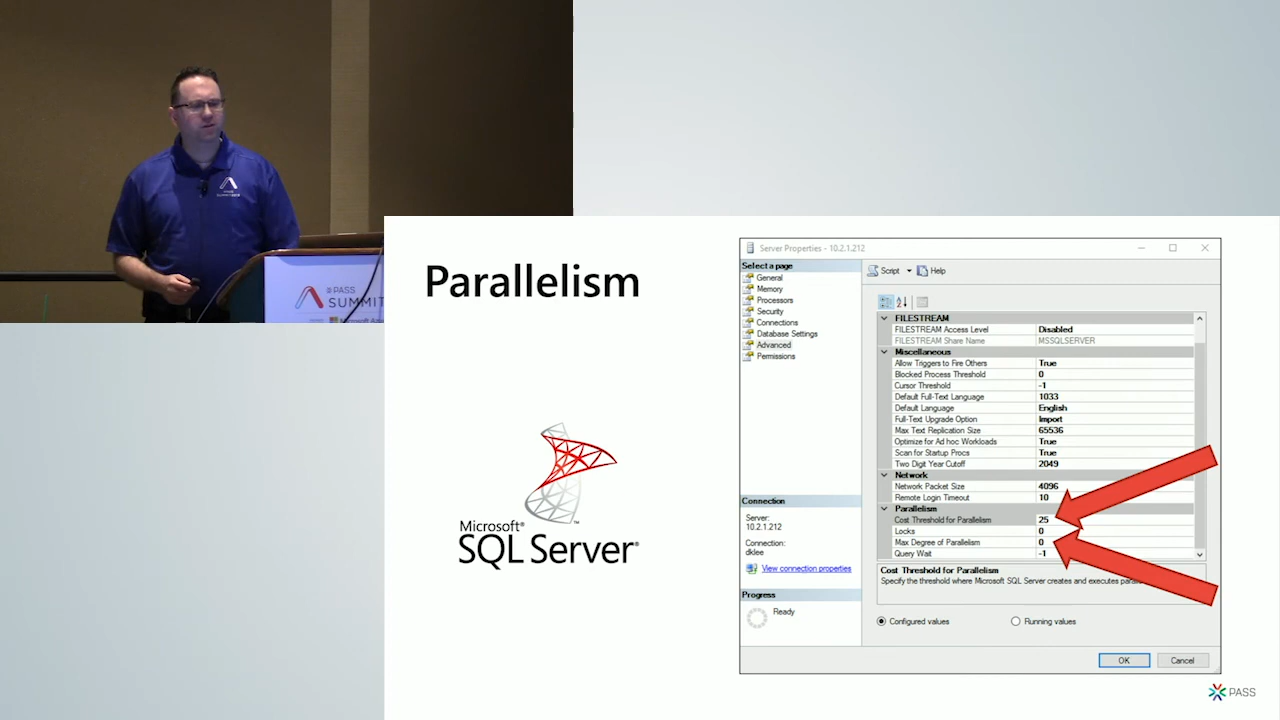 PASS
SUMMIT
Parallelism
Microsoft®
SQL Server®
Server Properties - 10.2.1.212
Select a page
General
Memory
Processors
Security
Connections
Database Settings
Advanced
Permissions
Script
Help
FILESTREAM
FILESTREAM Access Level Disabled
FILESTREAM Share Name MSSQLSERVER
Miscellaneous
Allow Triggers to Fire Others True
Blocked Process Threshold 0
Cursor Threshold -1
Default Full-Text Language 1033
Default Language English
Full-Text Upgrade Option Import
Max Text Replication Size 65536
Optimize for Ad hoc Workloads True
Scan for Startup Procs True
Two Digit Year Cutoff 2049
Network
Network Packet Size 4096
Remote Login Timeout 10
Parallelism
Cost Threshold for Parallelism 25
Locks 0
Max Degree of Parallelism 0
Query Wait -1
Cost Threshold for Parallelism
Specify the threshold where Microsoft SQL Server creates and executes
Configured values
Running values
Connection
Server:
10.2.1.212
Connection:
dklee
View connection properties
Progress
Ready
OK
Cancel
PASS